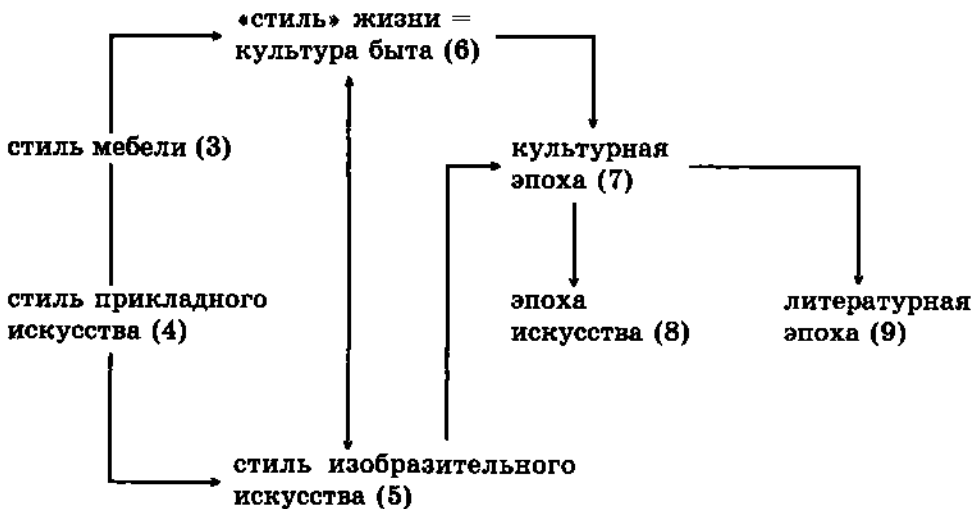 «стиль» жизни =
культура быта (6)
стиль мебели (3)
культурная
эпоха (7)
стиль прикладного
искусства (4)
эпоха
искусства (8)
литературная
эпоха (9)
стиль изобразительного
искусства (5)